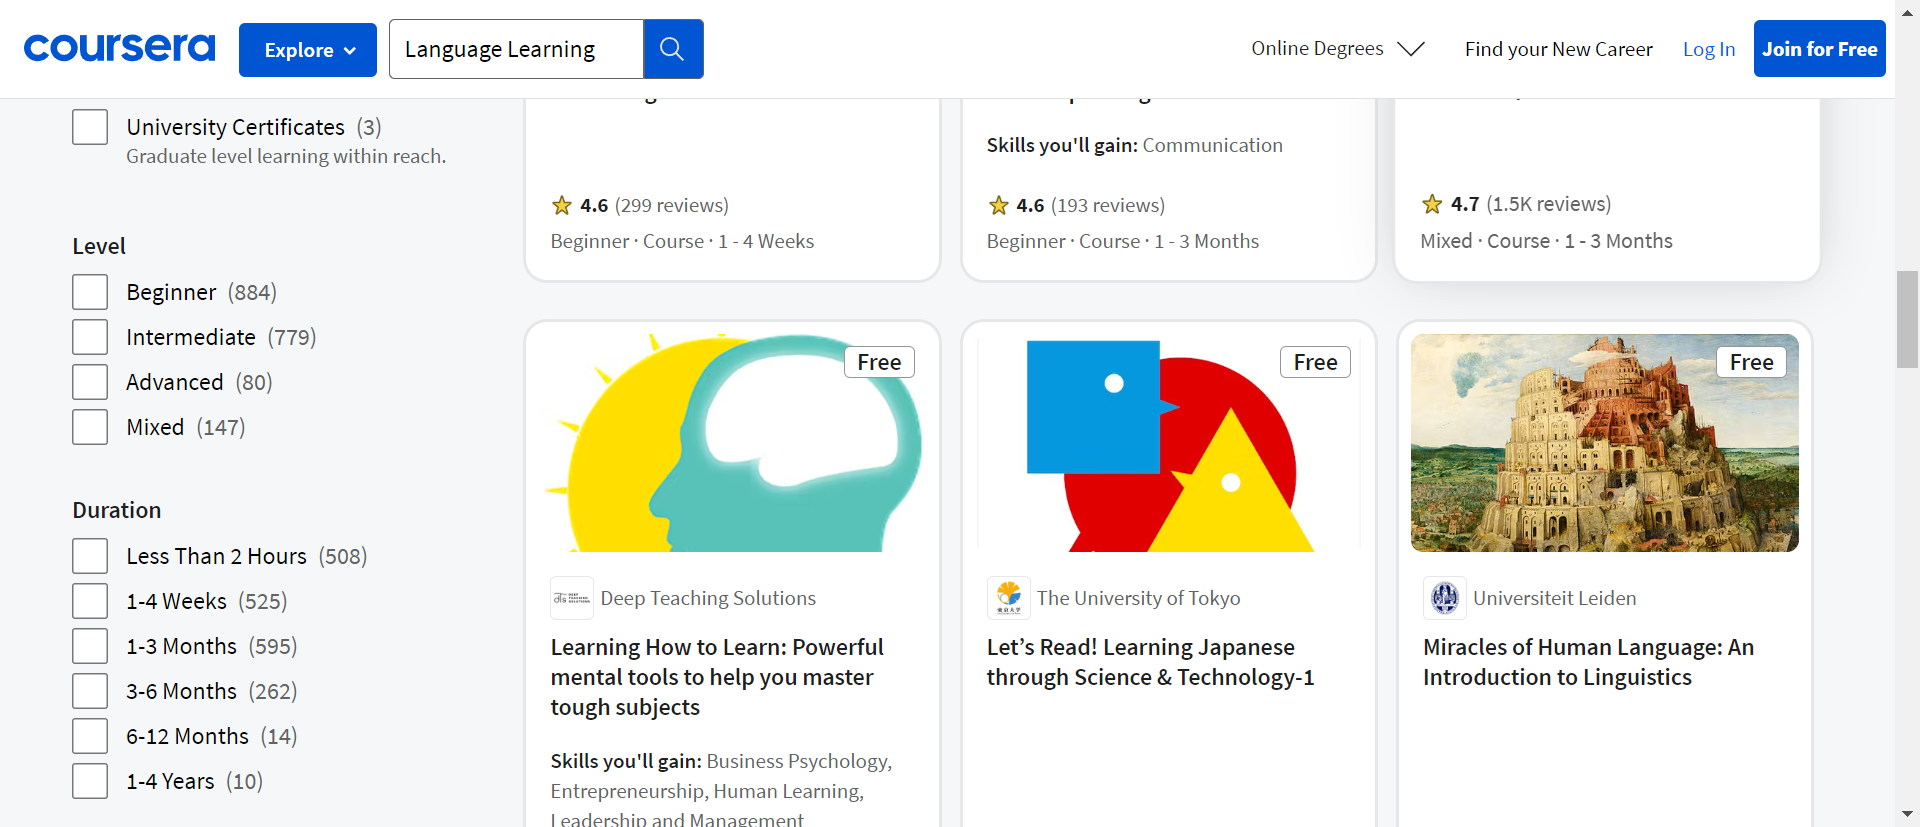 coursera
Explore
Language Learning
Online Degrees
Find your New Career
Log In
Join for Free
University Certificates (3)
Graduate level learning within reach.
Level
Beginner (884)
Intermediate (779)
Advanced (80)
Mixed (147)
Duration
Less Than 2 Hours (508)
1-4 Weeks (525)
1-3 Months (595)
3-6 Months (262)
6-12 Months (14)
1-4 Years (10)
4.6 (299 reviews)
Beginner · Course · 1 - 4 Weeks
Skills you'll gain: Communication
4.6 (193 reviews)
Beginner · Course · 1 - 3 Months
4.7 (1.5K reviews)
Mixed · Course · 1 - 3 Months
Free
Deep Teaching Solutions
Learning How to Learn: Powerful
mental tools to help you master
tough subjects
Skills you'll gain: Business Psychology,
Entrepreneurship, Human Learning,
Leadership and Management
Free
The University of Tokyo
Let’s Read! Learning Japanese
through Science & Technology-1
Free
Universiteit Leiden
Miracles of Human Language: An
Introduction to Linguistics